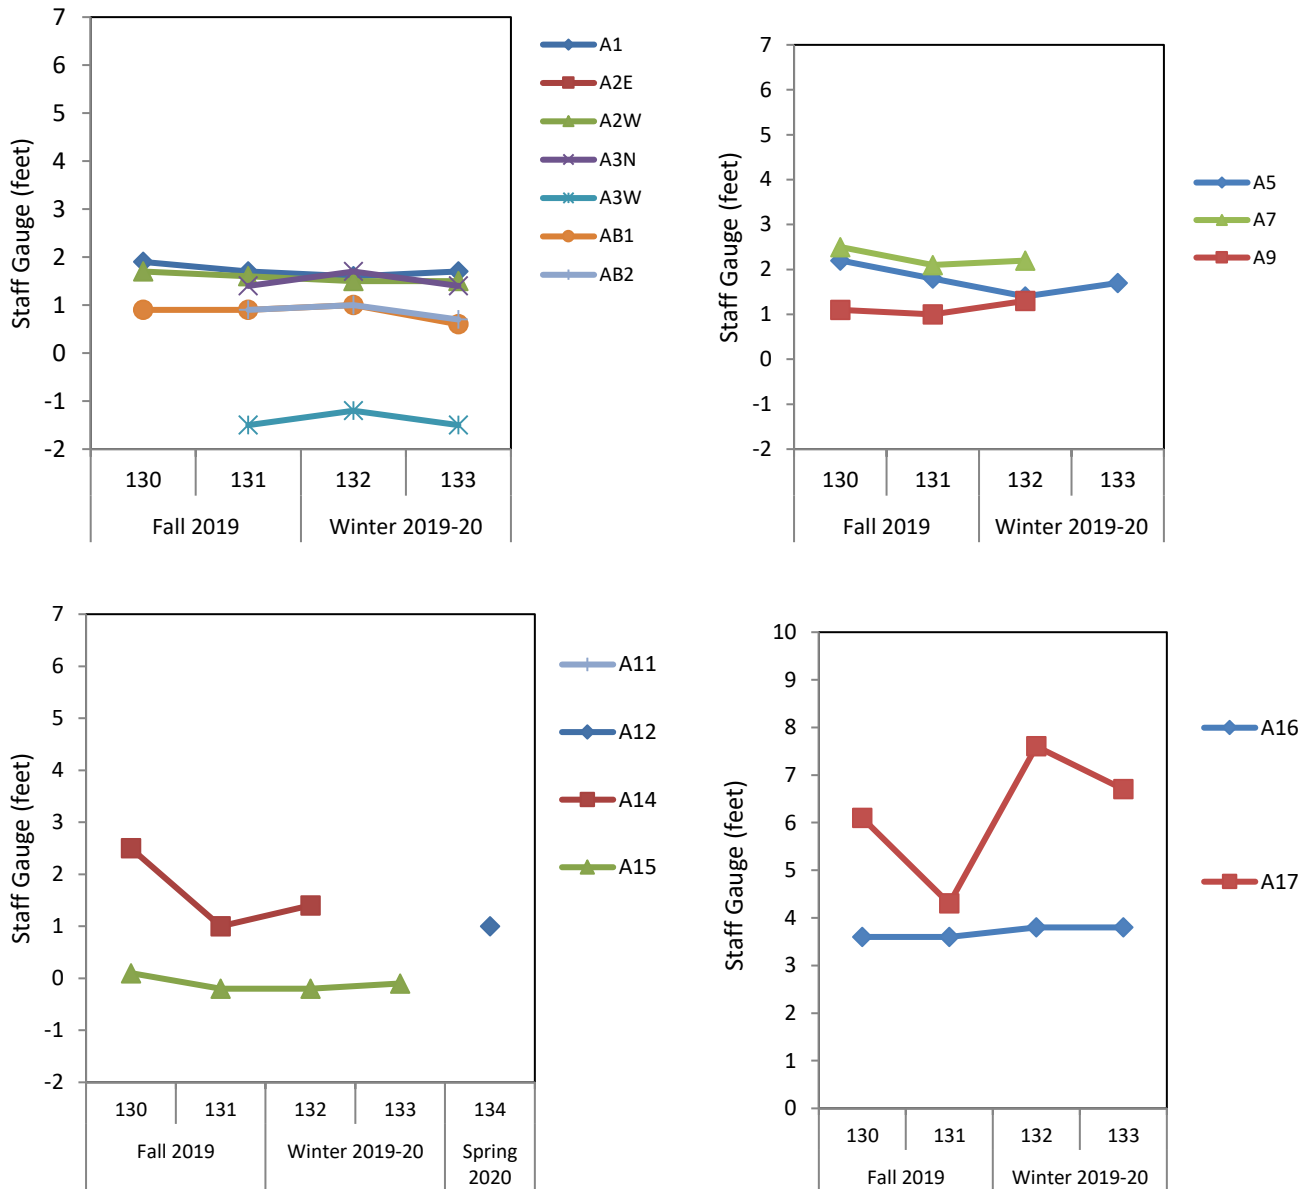 7
6
5
4
3
2
1
0
-1
-2
Staff Gauge (feet)
130 131 132 133
Fall 2019 Winter 2019-20
A1
A2E
A2W
A3N
A3W
AB1
AB2
7
6
5
4
3
2
1
0
-1
-2
Staff Gauge (feet)
130 131 132 133
Fall 2019 Winter 2019-20
A5
A7
A9
7
6
5
4
3
2
1
0
-1
-2
Staff Gauge (feet)
130 131 132 133 134
Fall 2019 Winter 2019-20 Spring
2020
A11
A12
A14
A15
10
9
8
7
6
5
4
3
2
1
0
Staff Gauge (feet)
130 131 132 133
Fall 2019 Winter 2019-20
A16
A17